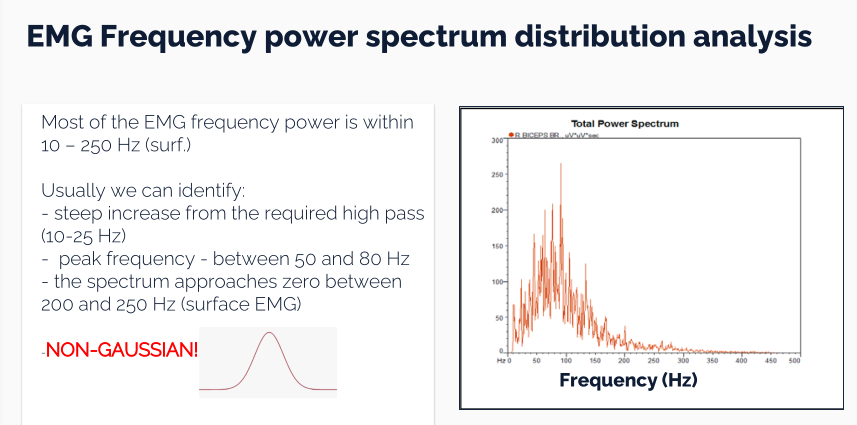 EMG Frequency power spectrum distribution analysis
Most of the EMG frequency power is within
10 – 250 Hz (surf.)
Usually we can identify:
- steep increase from the required high pass
(10-25 Hz)
- peak frequency - between 50 and 80 Hz
- the spectrum approaches zero between
200 and 250 Hz (surface EMG)
-NON-GAUSSIAN!
Total Power Spectrum
R.BICEPS BR., uV*uV*sec
300
250
200
150
100
50
0
Hz 0 50 100 150 200 250 300 350 400 450 500
Frequency (Hz)